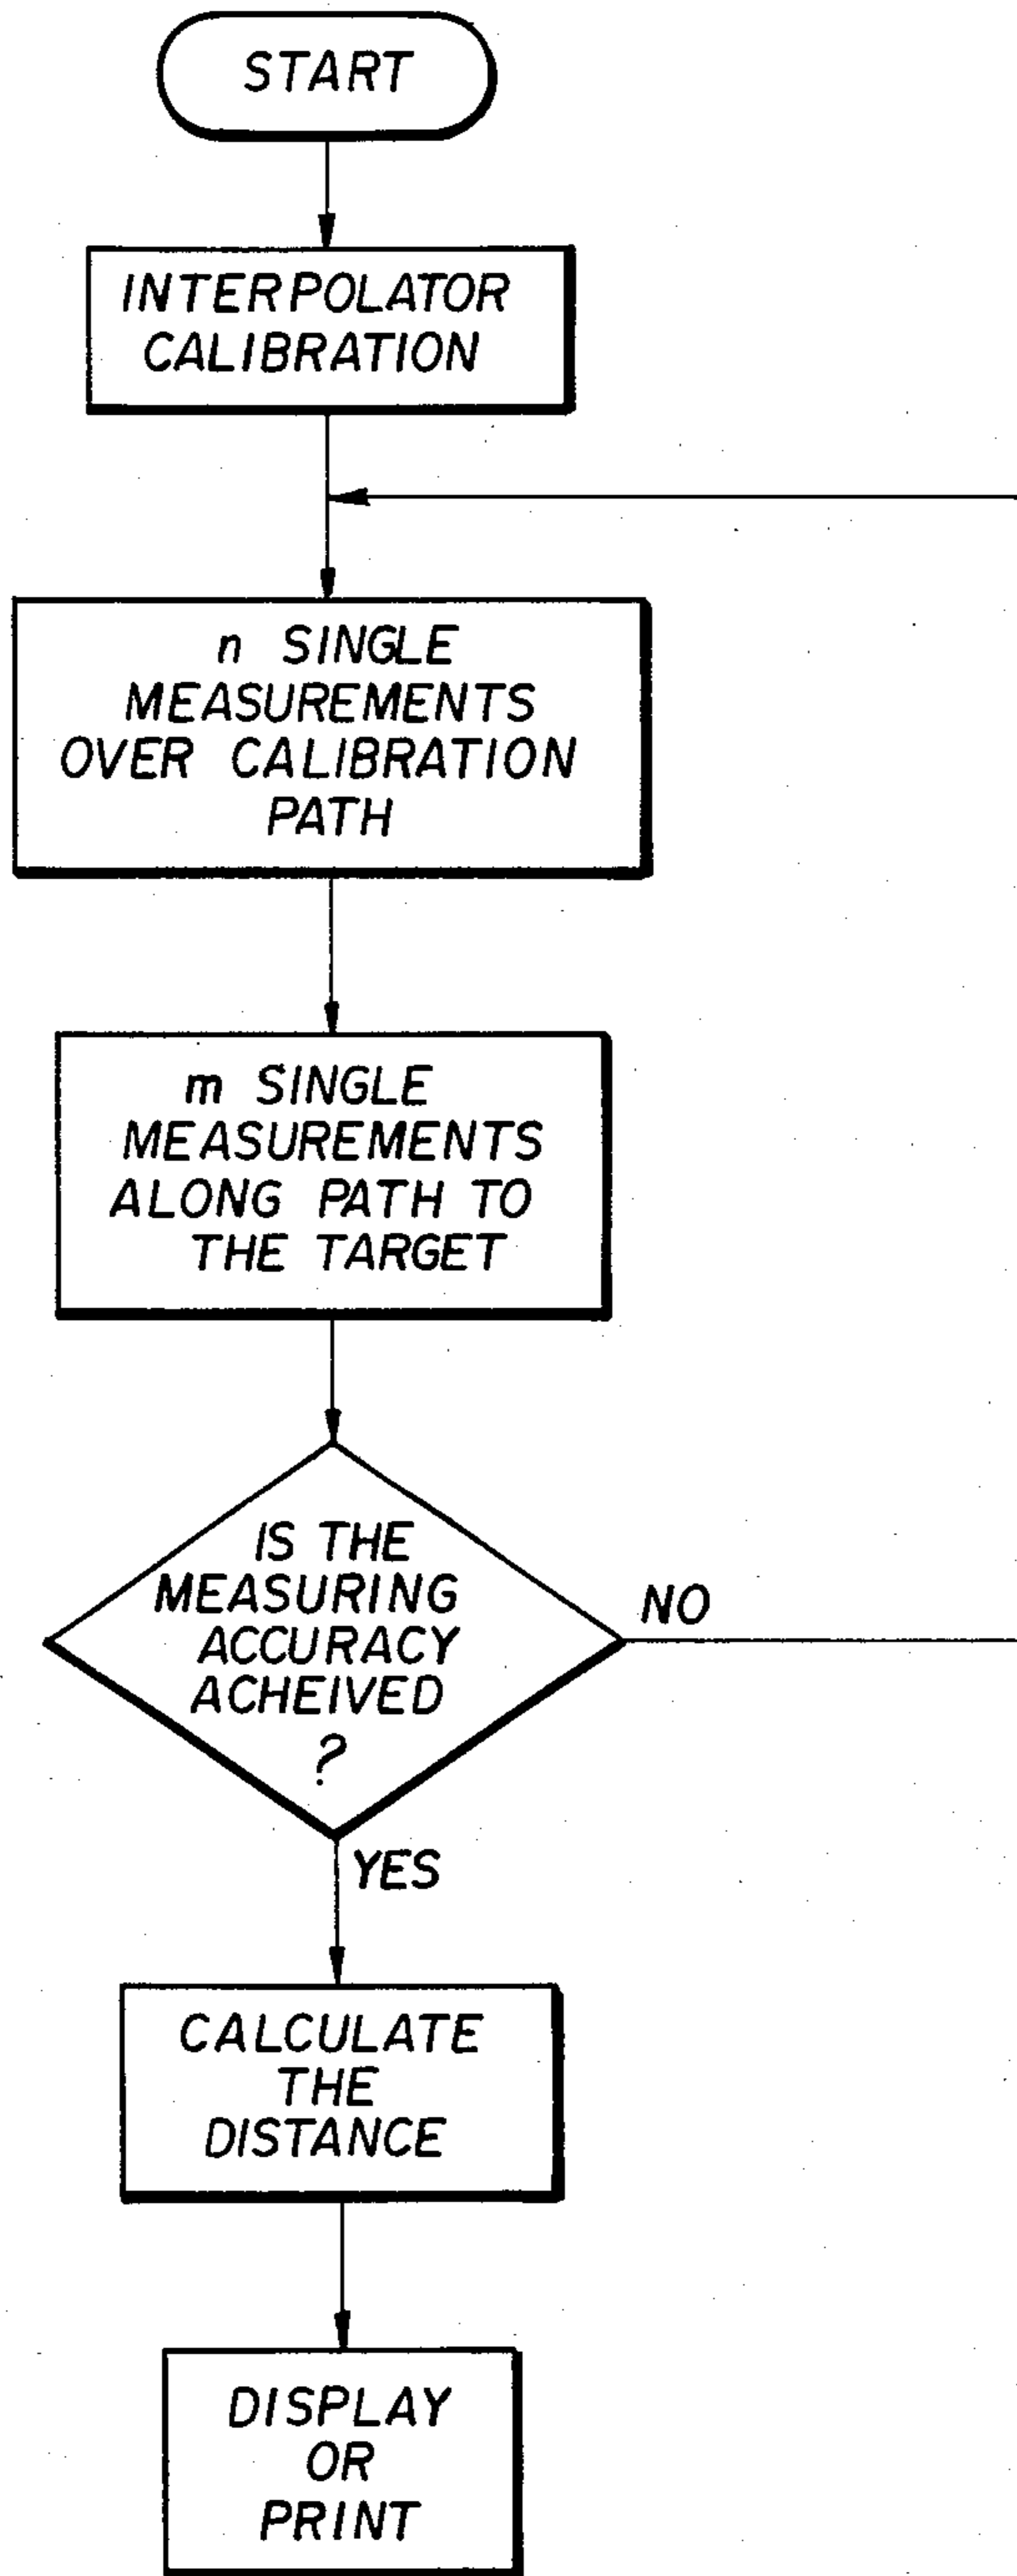 START
INTERPOLATOR
CALIBRATION
n SINGLE
MEASUREMENTS
OVER CALIBRATION
PATH
m SINGLE
MEASUREMENTS
ALONG PATH TO
THE TARGET
IS THE
MEASURING
ACCURACY
ACHEIVED
?
NO
YES
CALCULATE
THE
DISTANCE
DISPLAY
OR
PRINT